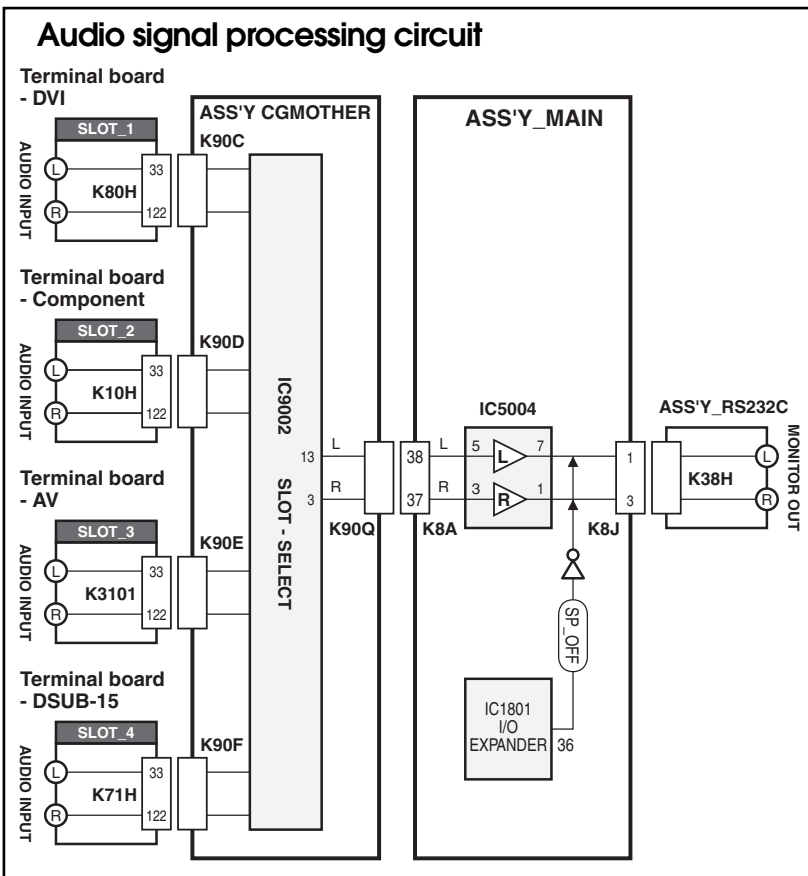 Audio signal processing circuit
Terminal board
- DVI
SLOT_1
AUDIO INPUT
L
R
K80H
33
122
Terminal board
- Component
SLOT_2
AUDIO INPUT
L
R
K10H
33
122
Terminal board
- AV
SLOT_3
AUDIO INPUT
L
R
K3101
33
122
Terminal board
- DSUB-15
SLOT_4
AUDIO INPUT
L
R
K71H
33
122
ASS'Y CGMOTHER
K90C
K90D
K90E
K90F
IC9002
SLOT - SELECT
13
L
3
R
K90Q
ASS'Y_MAIN
38
37
K8A
L
R
IC5004
5
L
7
3
R
1
SP_OFF
IC1801
I/O
EXPANDER
36
1
3
K8J
ASS'Y_RS232C
K38H
L
R
MONITOR OUT